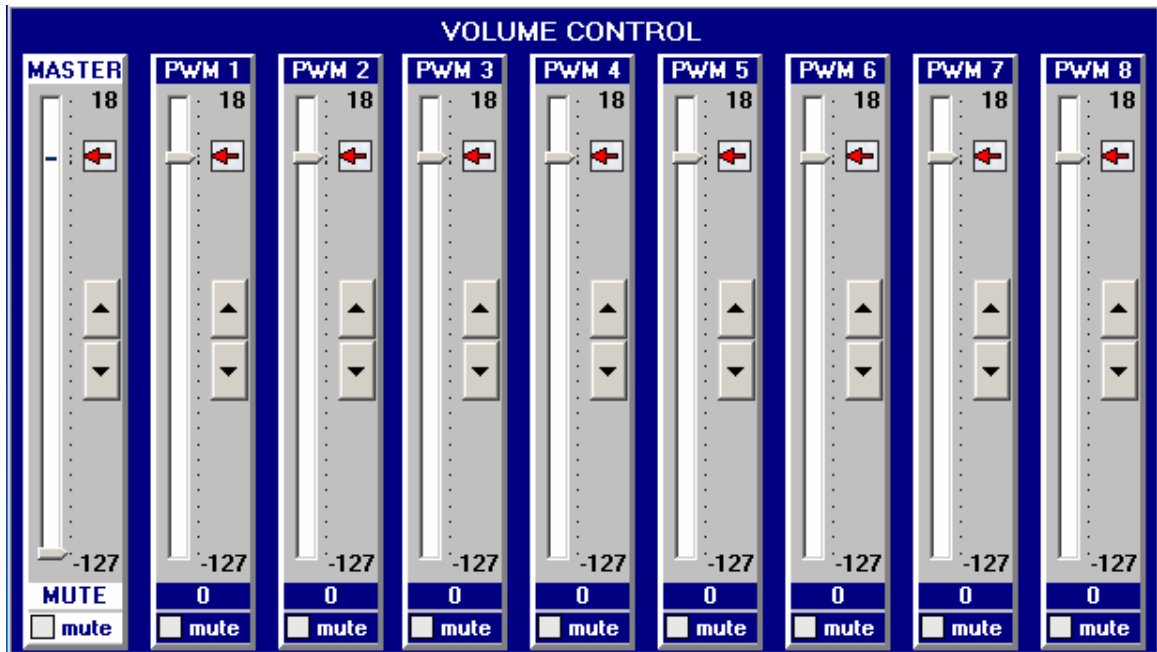 VOLUME CONTROL
MASTER PWM 1 PWM 2 PWM 3 PWM 4 PWM 5 PWM 6 PWM 7 PWM 8
18 18 18 18 18 18 18 18 18
-127 -127 -127 -127 -127 -127 -127 -127 -127
MUTE 0 0 0 0 0 0 0 0
mute mute mute mute mute mute mute mute mute